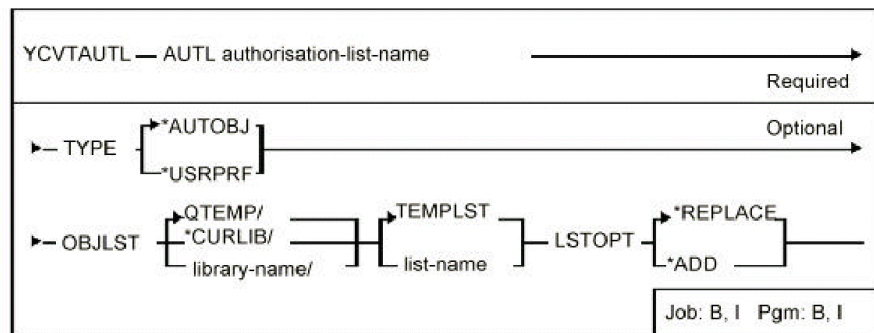 YCVTAUTL — AUTL authorisation-list-name
Required
*AUTOBJ
Optional
TYPE
*USRPRF
QTEMP/ TEMPLST *REPLACE
OBJLST *CURLIB/ LSTOPT
library-name/ list-name *ADD
Job: B, I Pgm: B, I